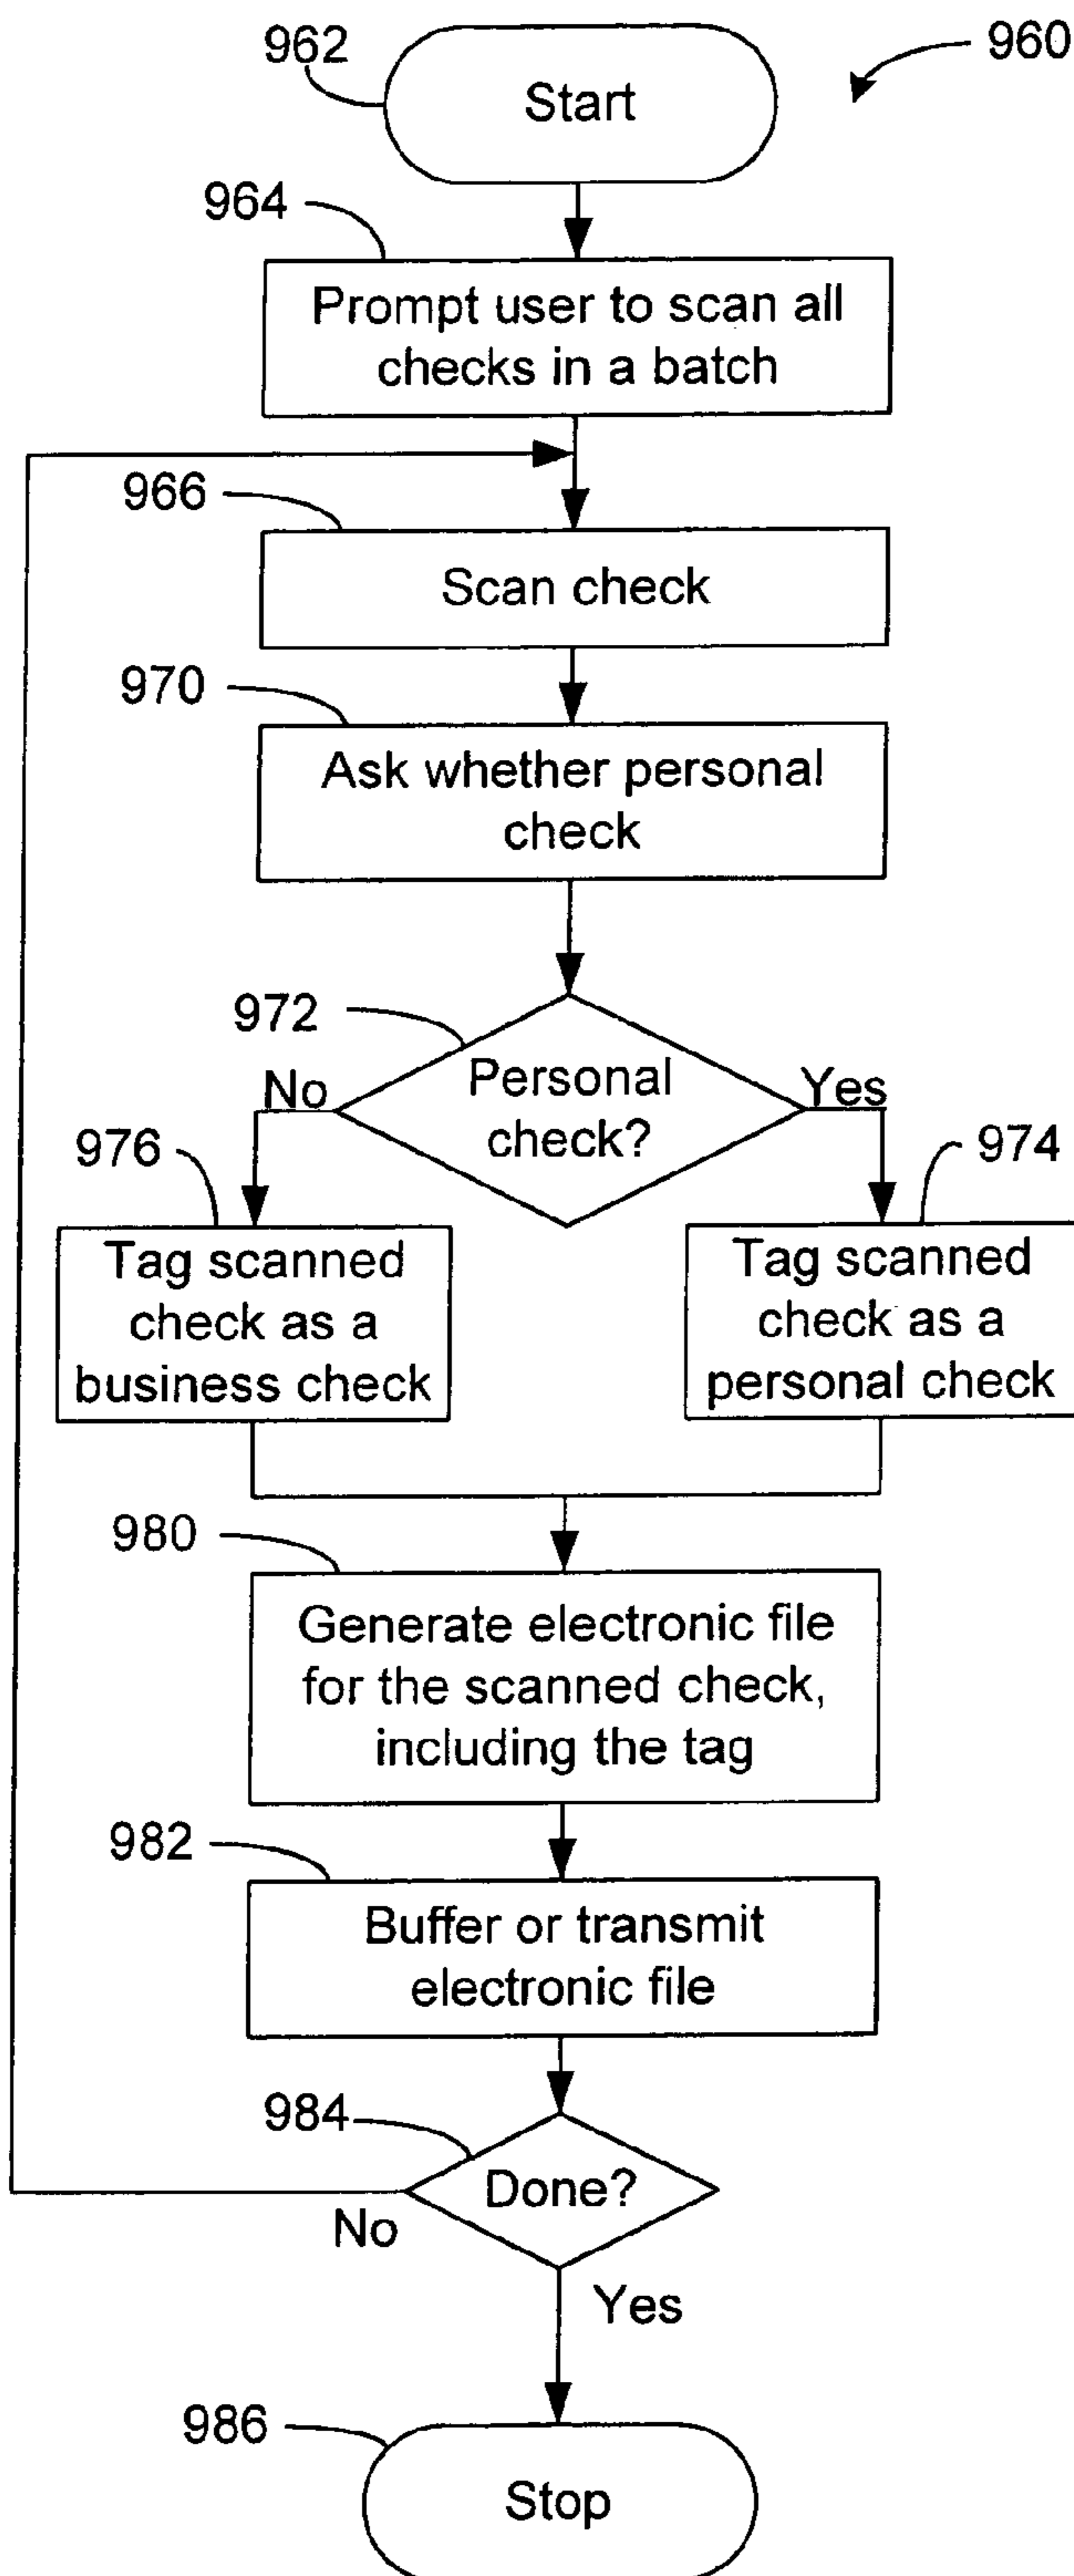 962
960
Start
964
Prompt user to scan all
checks in a batch
966
Scan check
970
Ask whether personal
check
972
Personal
check?
No
Yes
976
974
Tag scanned
check as a
business check
Tag scanned
check as a
personal check
980
Generate electronic file
for the scanned check,
including the tag
982
Buffer or transmit
electronic file
984
Done?
No
Yes
986
Stop